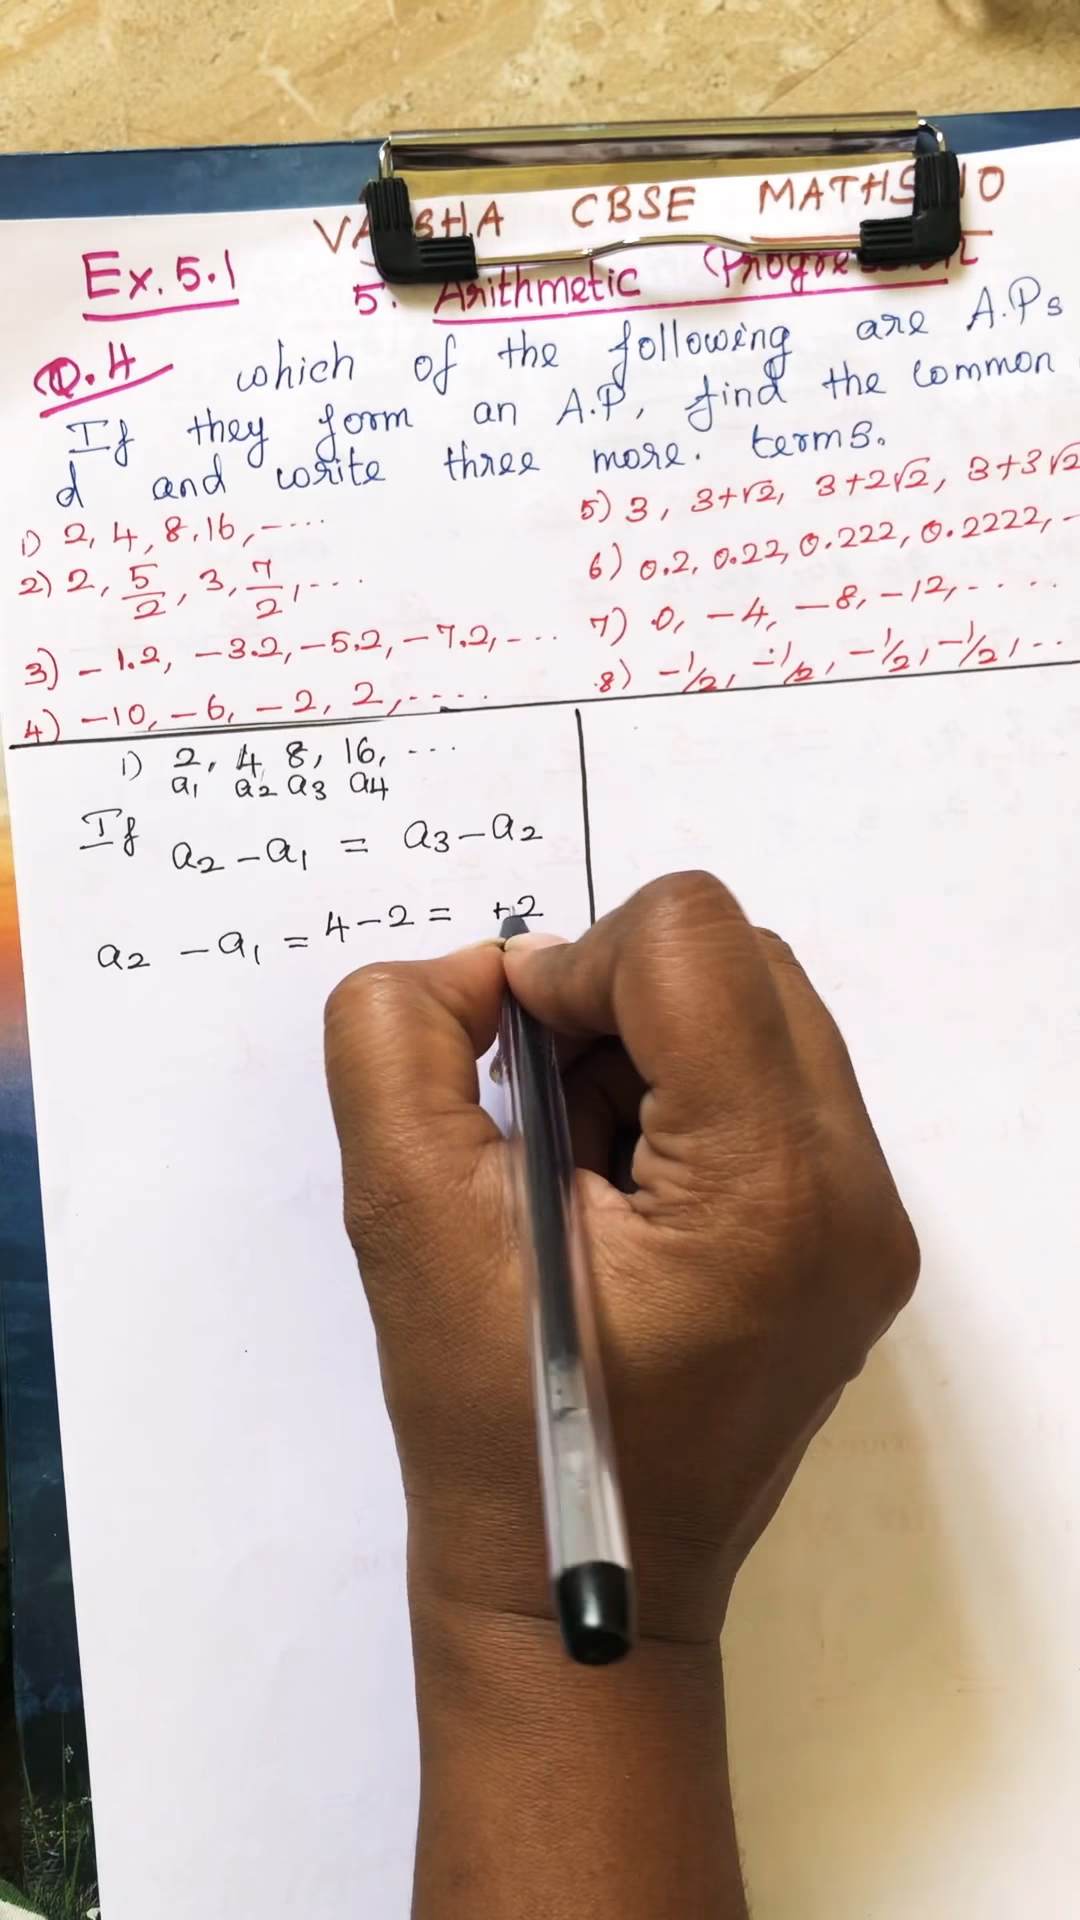 CBSE MATHS 10
Ex. 5.1
5. Arithmetic
Q.4 which of the following are A.Ps
If they form an A.P, find the common
d and write three more. terms.
1) 2, 4, 8, 16, ....
2) 2, 5/2, 3, 7/2, ...
3) -1.2, -3.2, -5.2, -7.2, ...
4) -10, -6, -2, 2, ....
5) 3, 3+√2, 3+2√2, 3+3√2
6) 0.2, 0.22, 0.222, 0.2222, -
7) 0, -4, -8, -12, ....
8) -1/2, -1/2, -1/2, -1/2, ...
1) 2, 4 8, 16, ...
a1 a2 a3 a4
If a2 - a1 = a3 - a2
a2 - a1 = 4 - 2 = +2